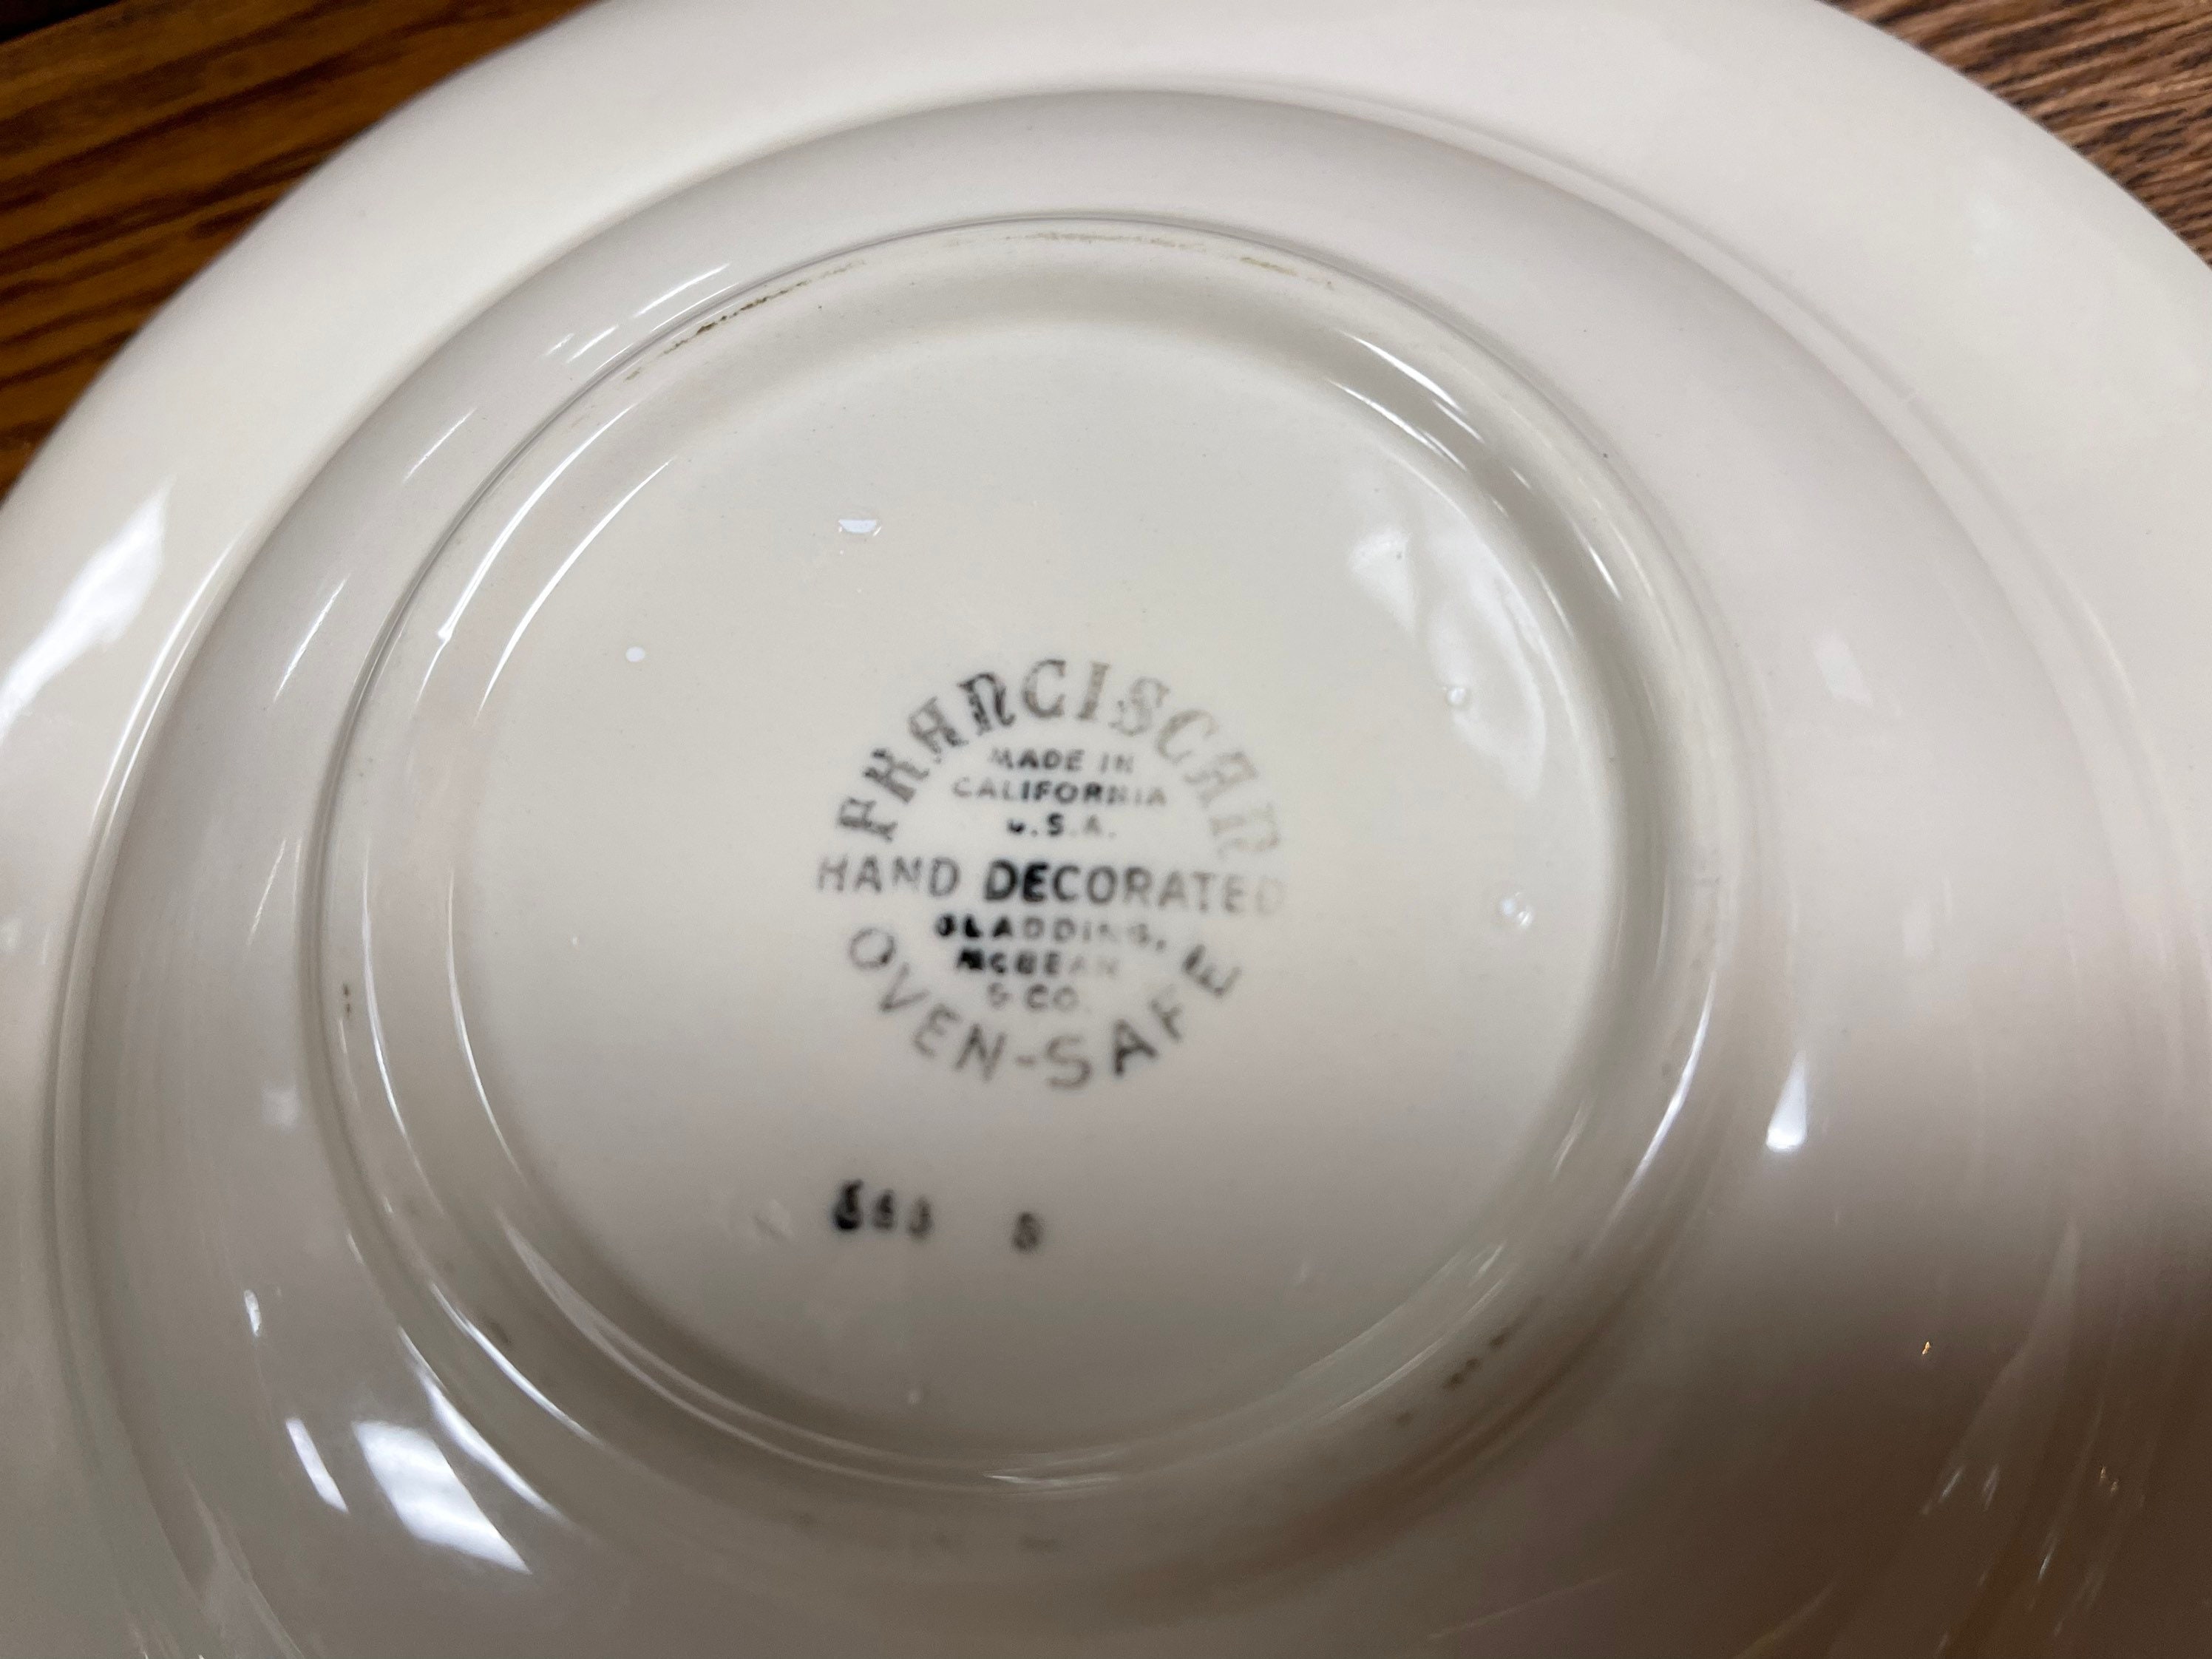 FRANCISCAN
MADE IN
CALIFORNIA
U.S.A.
HAND DECORATED
GLADDING,
McBEAN
& CO.
OVEN-SAFE